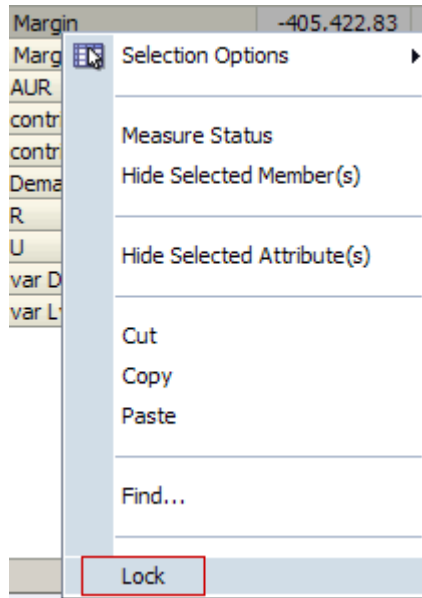 Margin -405,422.83
Marg Selection Options
AUR
contr
contr Measure Status
Dema Hide Selected Member(s)
R
U Hide Selected Attribute(s)
var D
var L
Cut
Copy
Paste
Find...
Lock